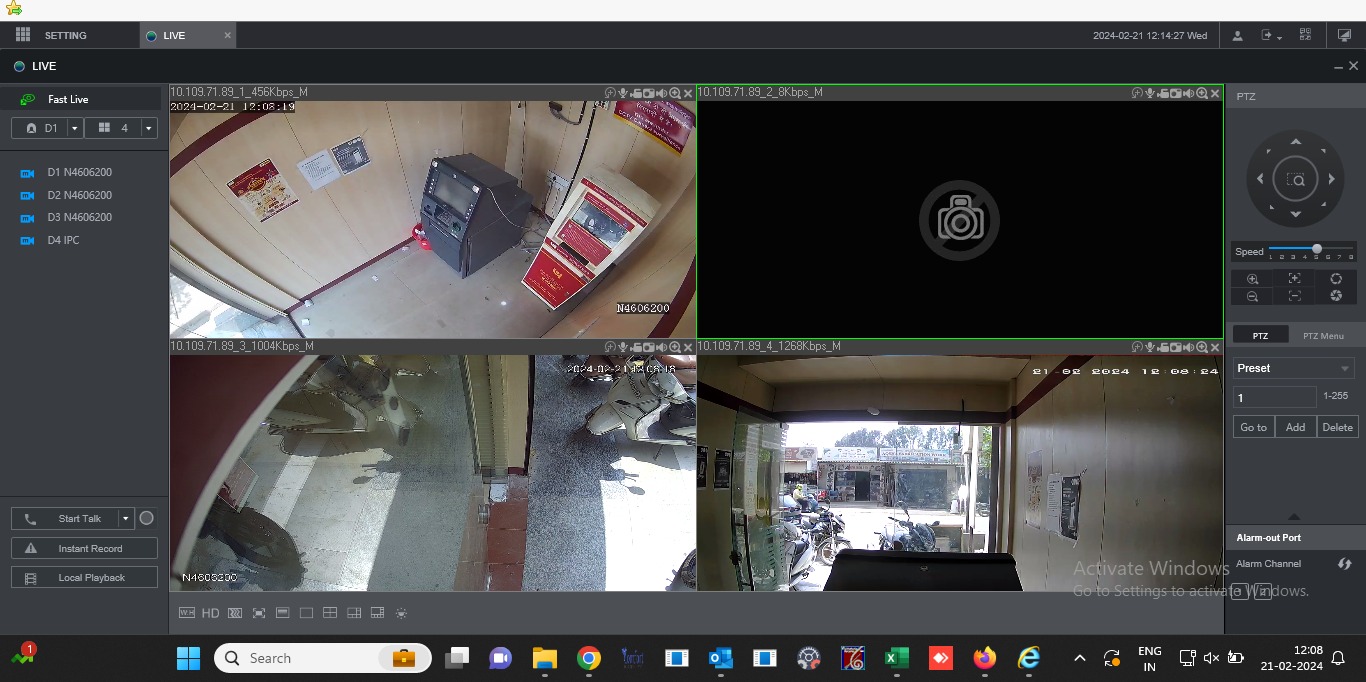 SETTING
LIVE
2024-02-21 12:14:27 Wed
LIVE
Fast Live
D1
4
D1 N4606200
D2 N4606200
D3 N4606200
D4 IPC
Start Talk
Instant Record
Local Playback
10.109.71.89_1_456Kbps_M
2024-02-21 12:08:19
N4606200
10.109.71.89_2_8Kbps_M
10.109.71.89_3_1004Kbps_M
2024-02-21 12:08:18
N4606200
10.109.71.89_4_1268Kbps_M
21-02 2024 12:08:24
W:H HD
PTZ
Speed
1 2 3 4 5 6 7 8
PTZ
PTZ Menu
Preset
1
1-255
Go to
Add
Delete
Alarm-out Port
Alarm Channel
1 2
Activate Windows
Go to Settings to activate Windows.
1
Search
ENG
IN
12:08
21-02-2024